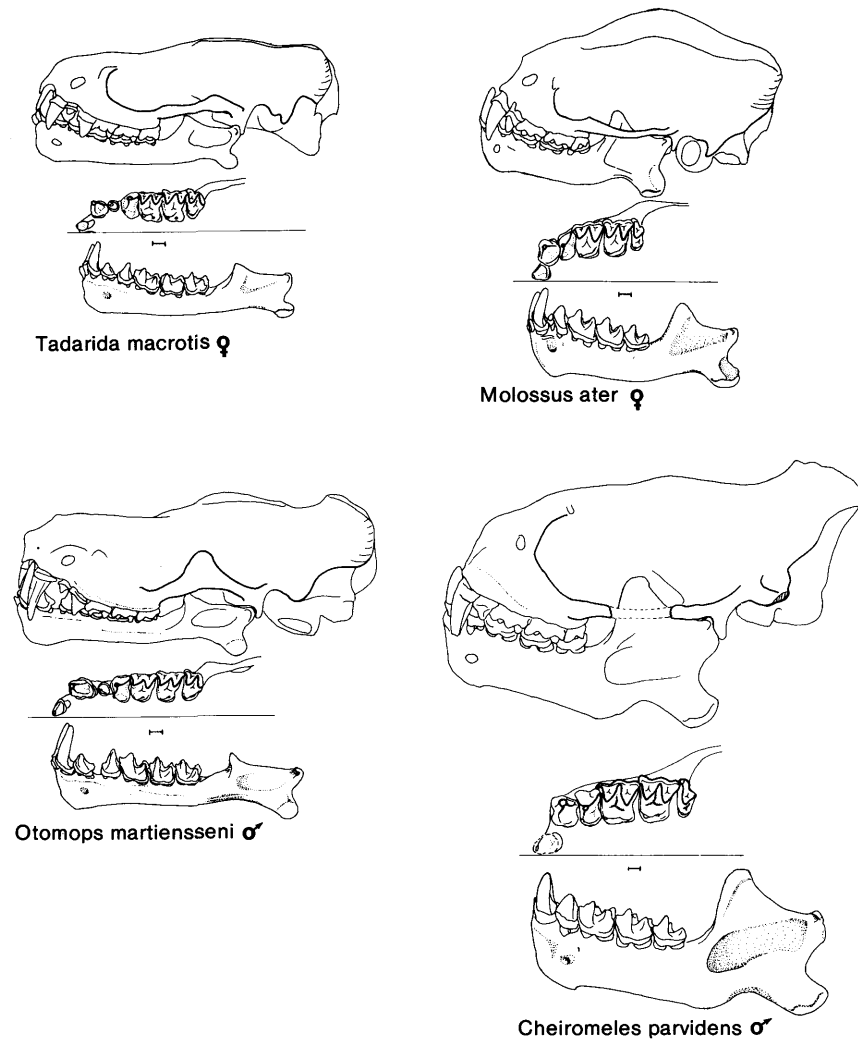 Tadarida macrotis ♀
Molossus ater ♀
Otomops martiensseni ♂
Cheiromeles parvidens ♂